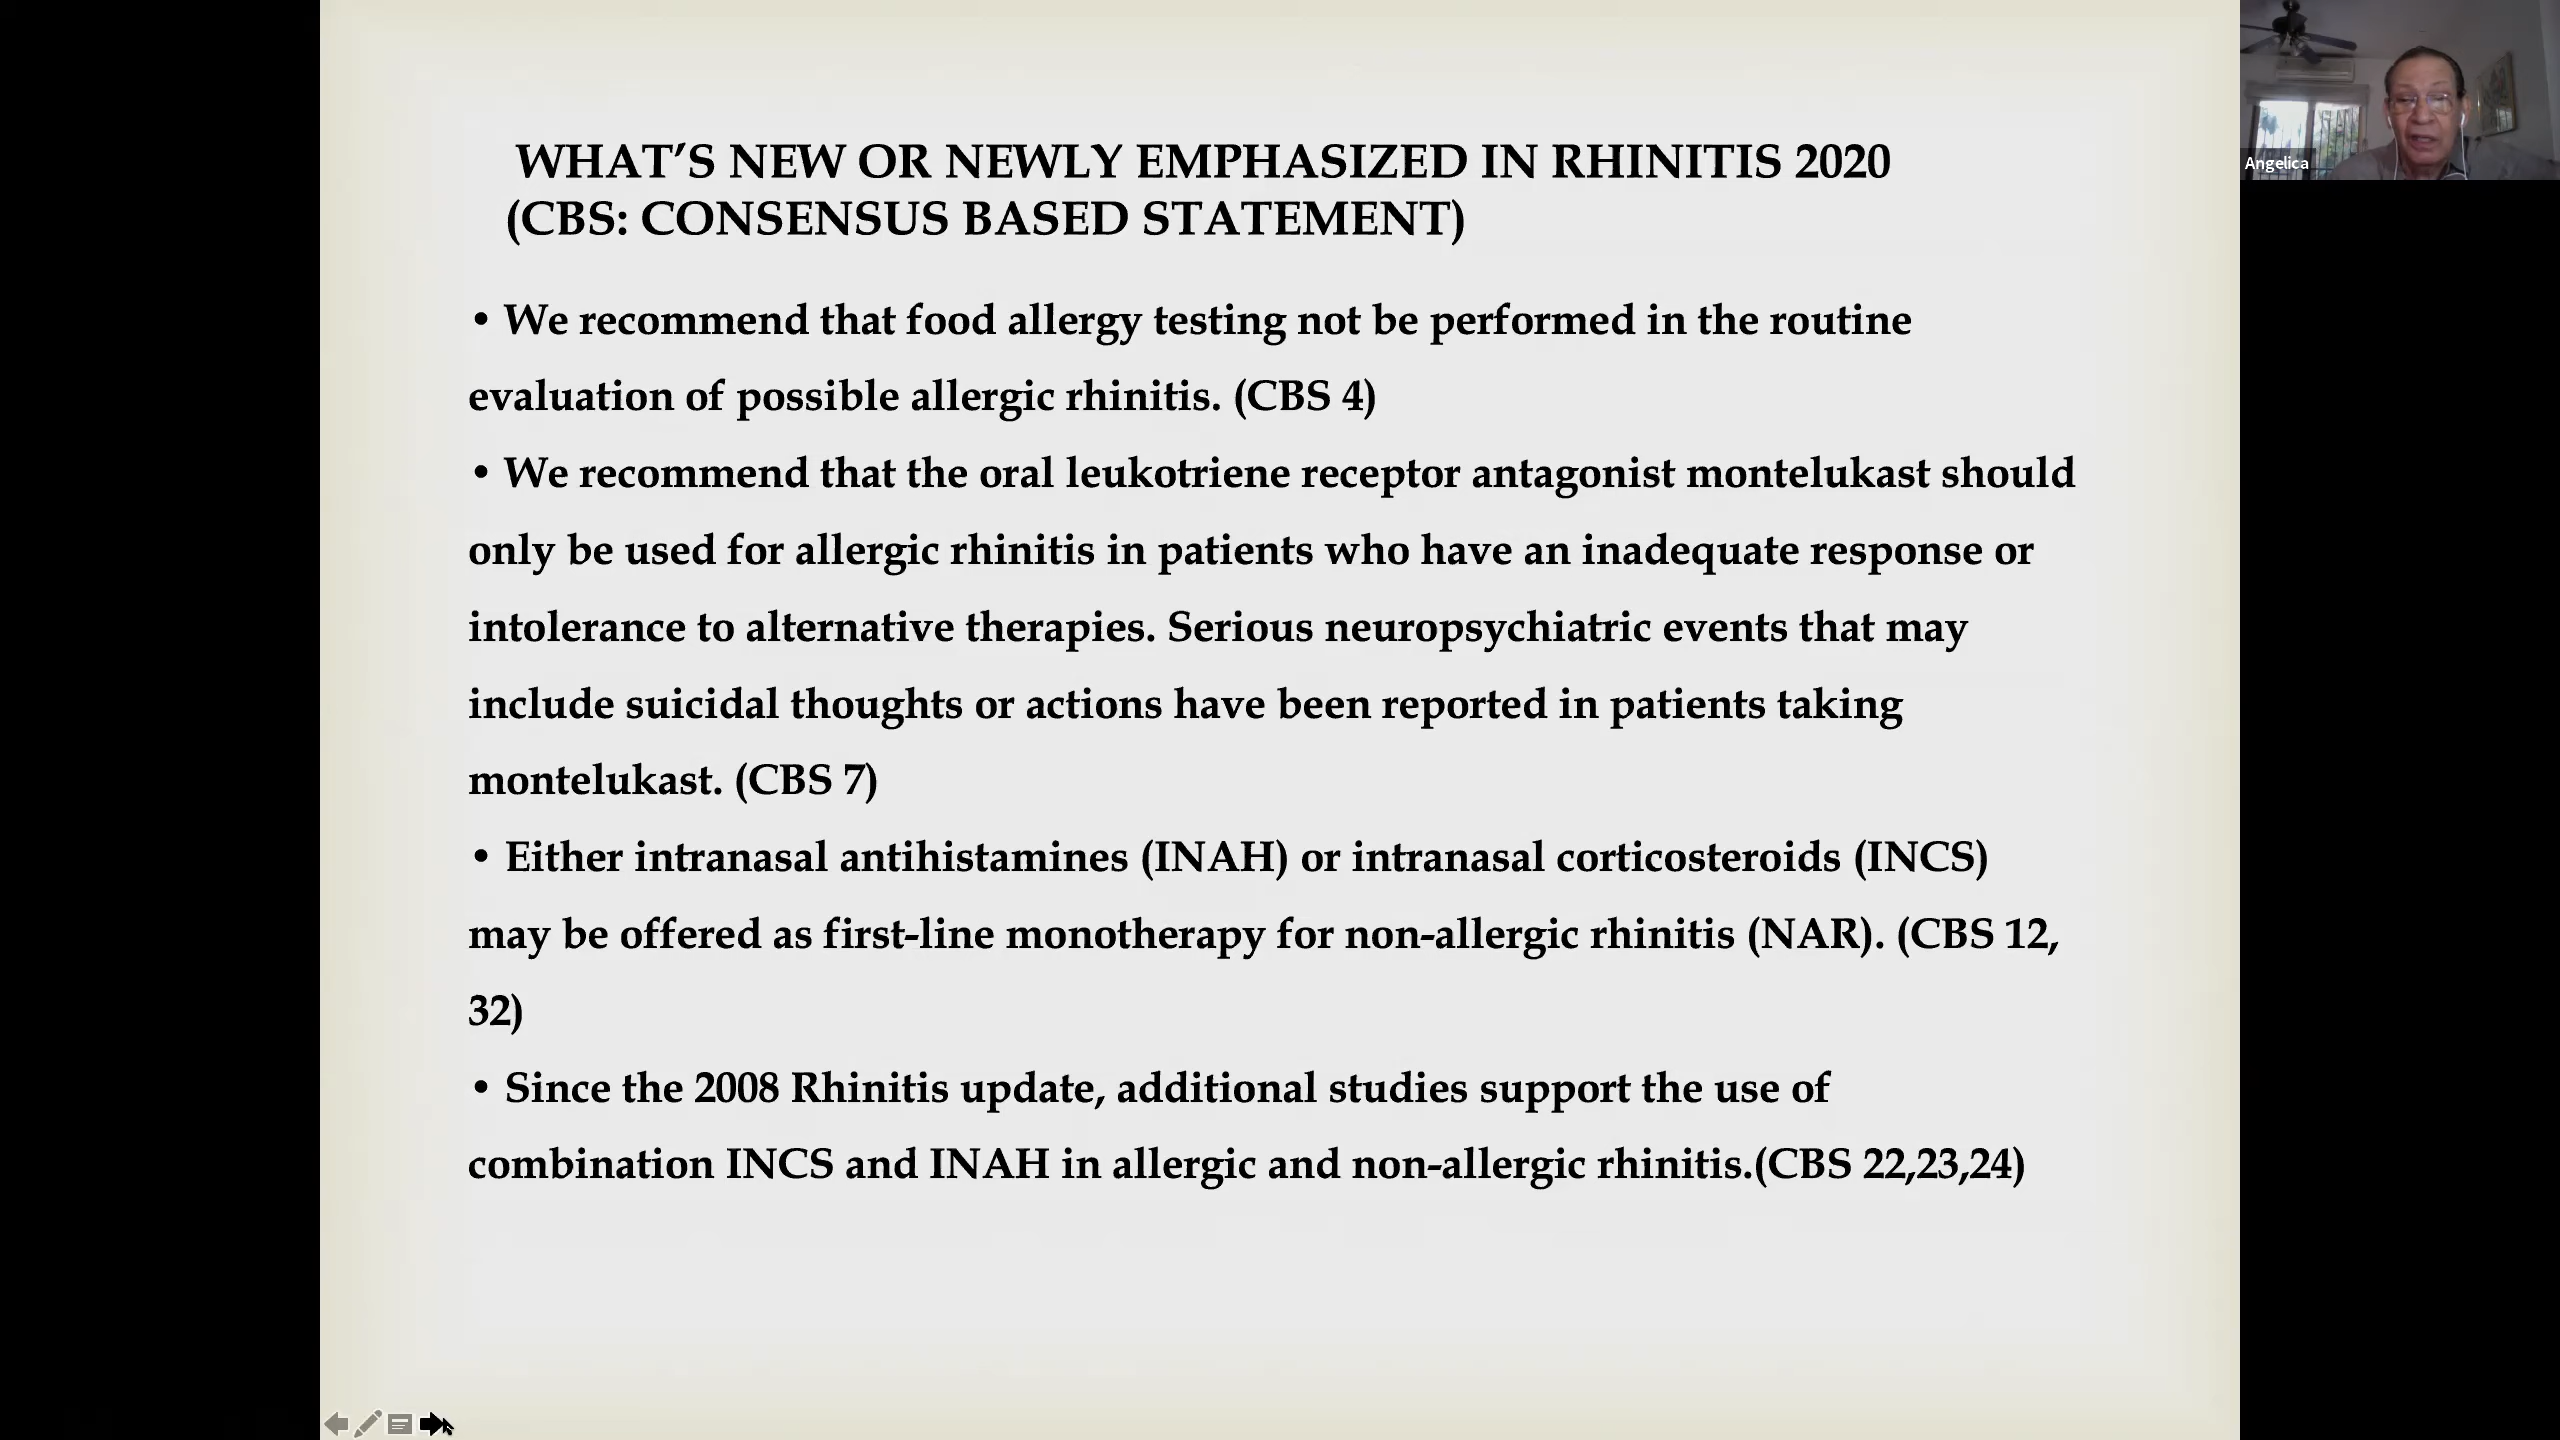 WHAT’S NEW OR NEWLY EMPHASIZED IN RHINITIS 2020
(CBS: CONSENSUS BASED STATEMENT)
• We recommend that food allergy testing not be performed in the routine
evaluation of possible allergic rhinitis. (CBS 4)
• We recommend that the oral leukotriene receptor antagonist montelukast should
only be used for allergic rhinitis in patients who have an inadequate response or
intolerance to alternative therapies. Serious neuropsychiatric events that may
include suicidal thoughts or actions have been reported in patients taking
montelukast. (CBS 7)
• Either intranasal antihistamines (INAH) or intranasal corticosteroids (INCS)
may be offered as first-line monotherapy for non-allergic rhinitis (NAR). (CBS 12,
32)
• Since the 2008 Rhinitis update, additional studies support the use of
combination INCS and INAH in allergic and non-allergic rhinitis.(CBS 22,23,24)
Angelica